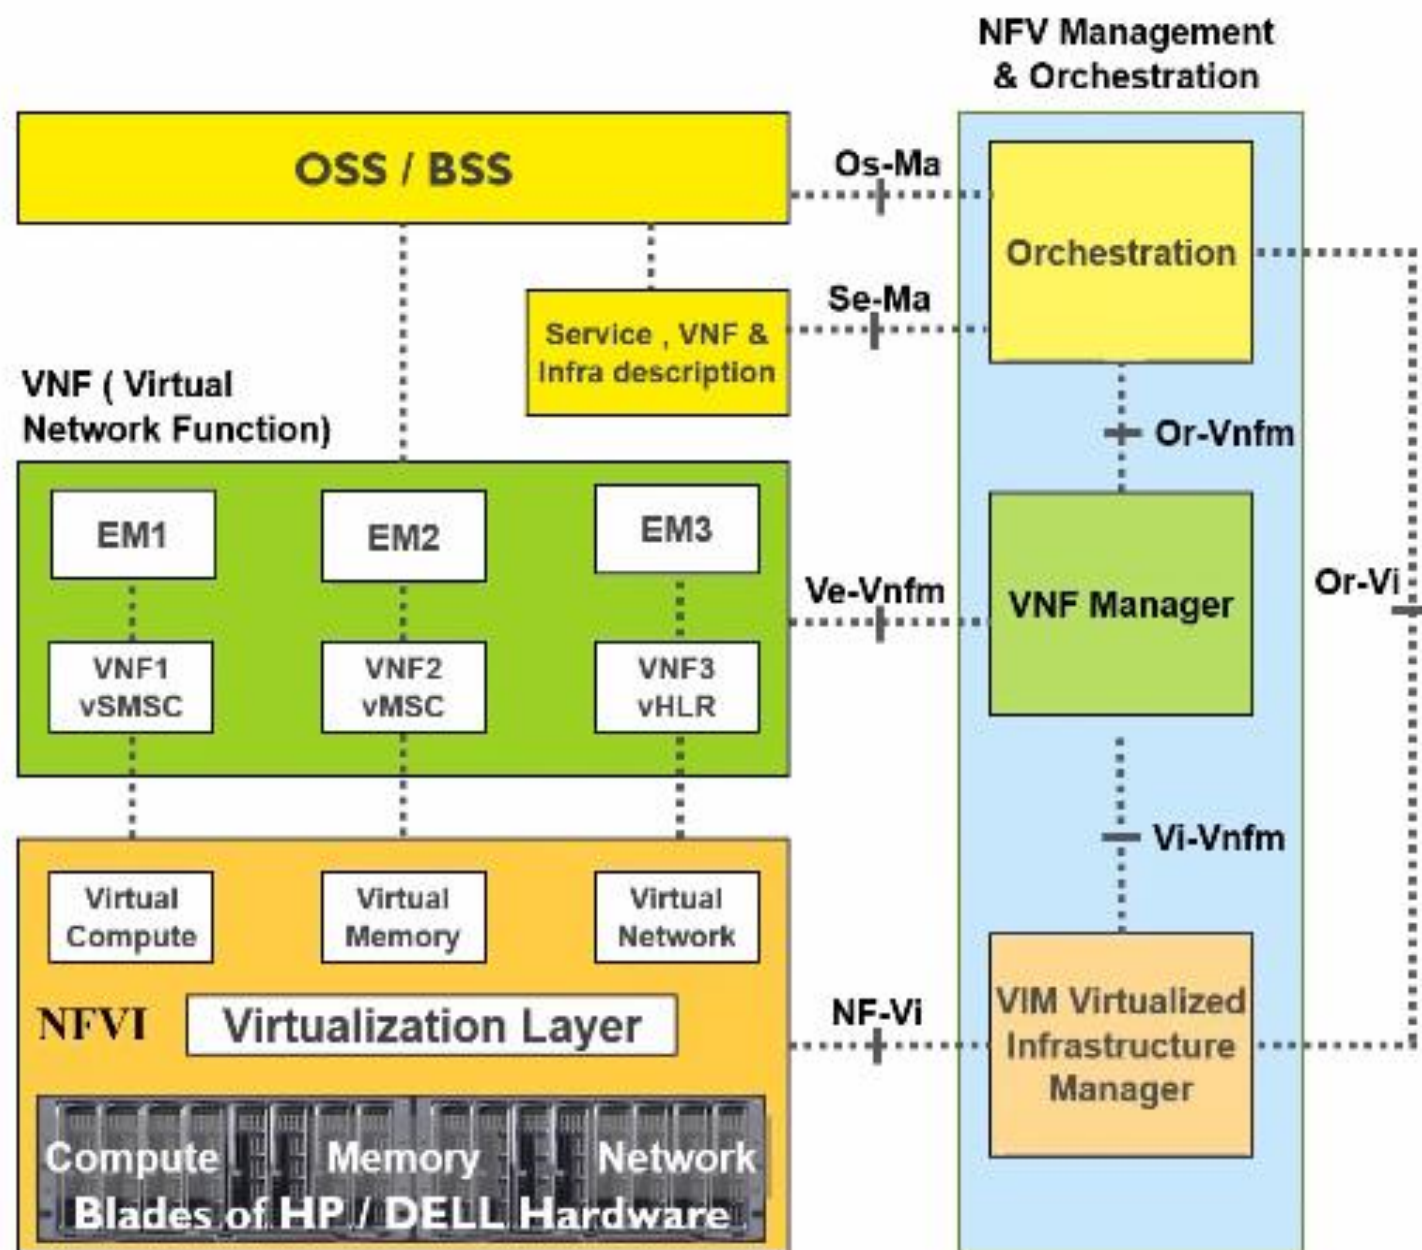 NFV Management
& Orchestration
OSS / BSS
Os-Ma
Orchestration
Se-Ma
Service , VNF &
Infra description
VNF ( Virtual
Network Function)
Or-Vnfm
EM1
EM2
EM3
Ve-Vnfm
VNF Manager
Or-Vi
VNF1
vSMSC
VNF2
vMSC
VNF3
vHLR
Vi-Vnfm
Virtual
Compute
Virtual
Memory
Virtual
Network
NFVI
Virtualization Layer
NF-Vi
VIM Virtualized
Infrastructure
Manager
Compute
Memory
Network
Blades of HP / DELL Hardware